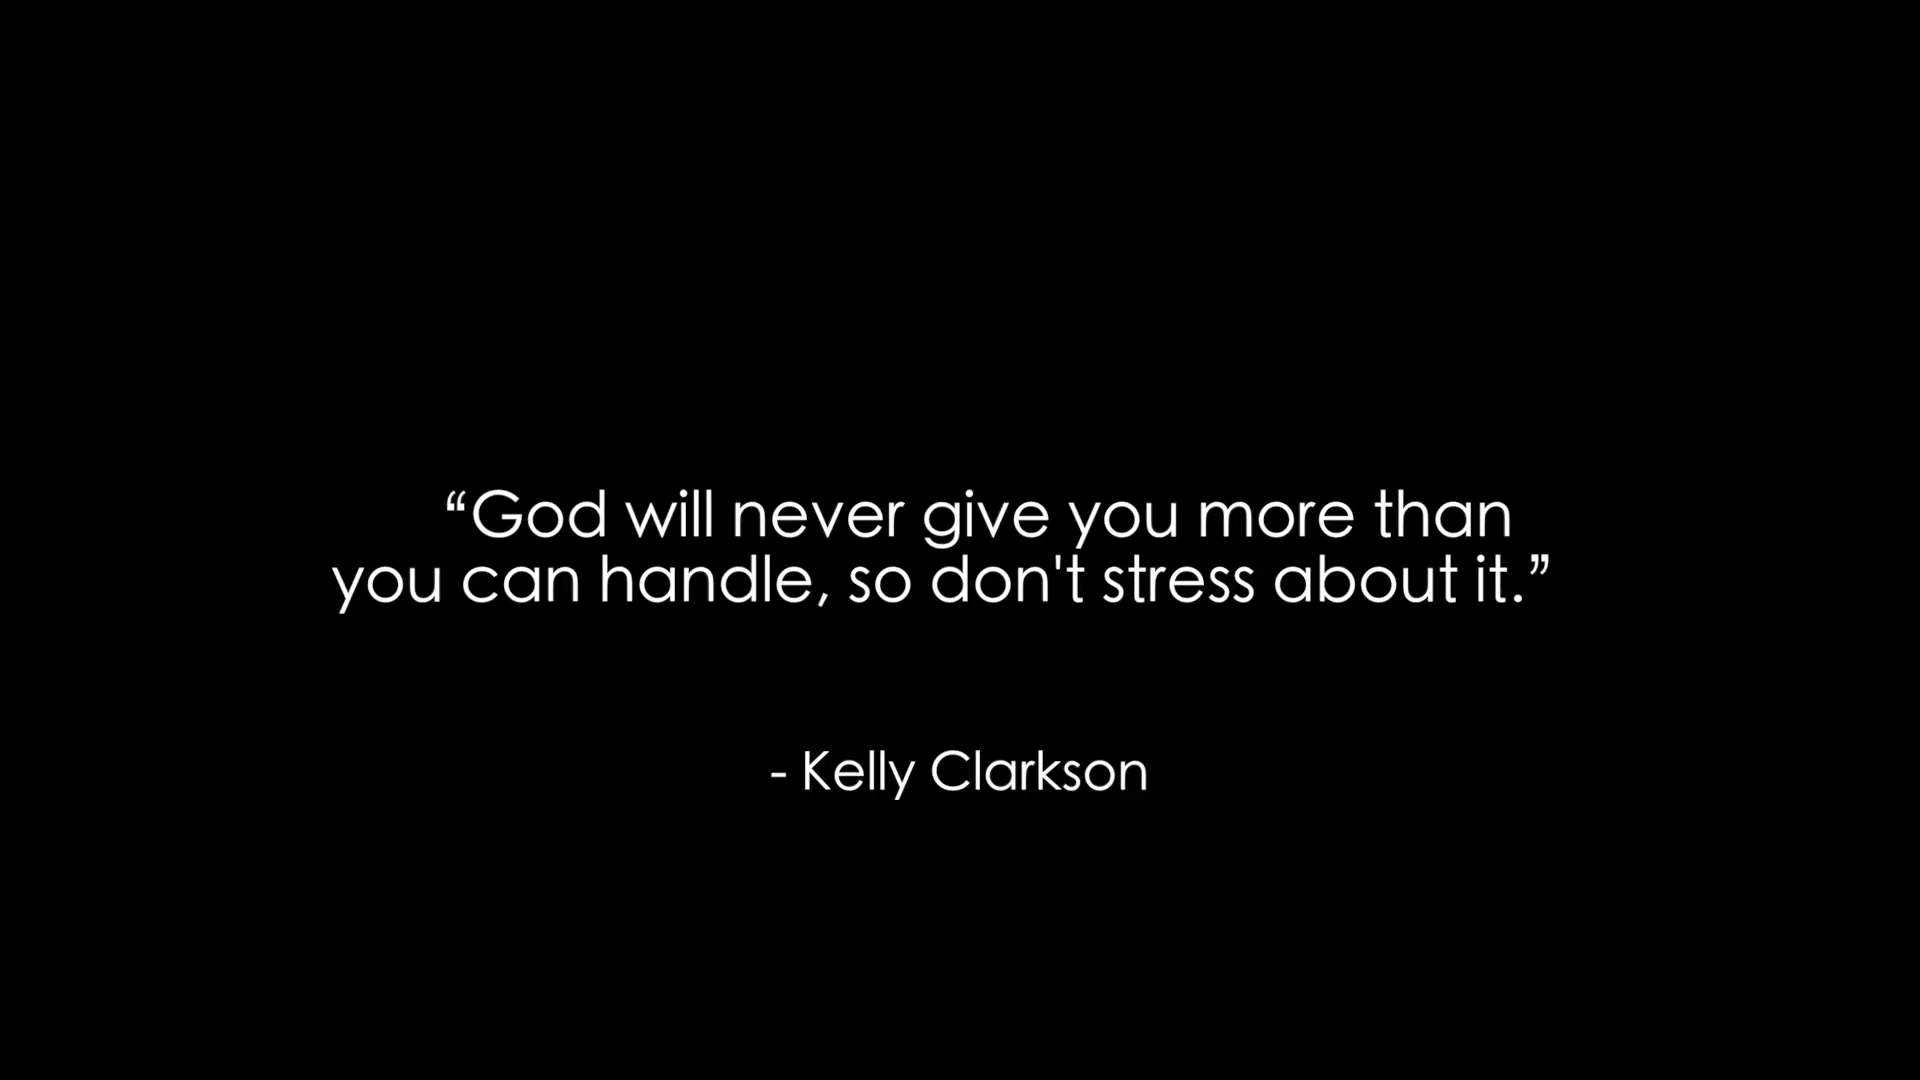 “God will never give you more than
you can handle, so don't stress about it.”
- Kelly Clarkson